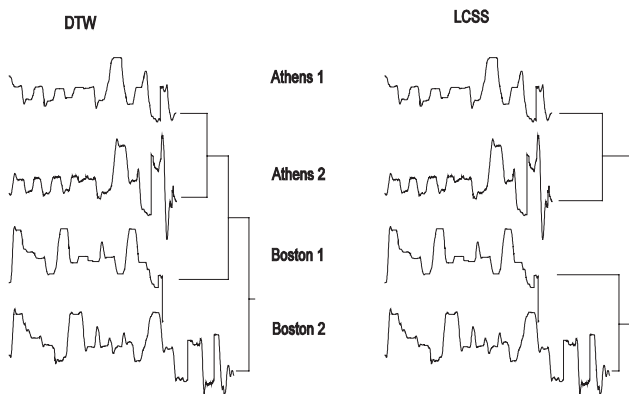 DTW
LCSS
Athens 1
Athens 2
Boston 1
Boston 2